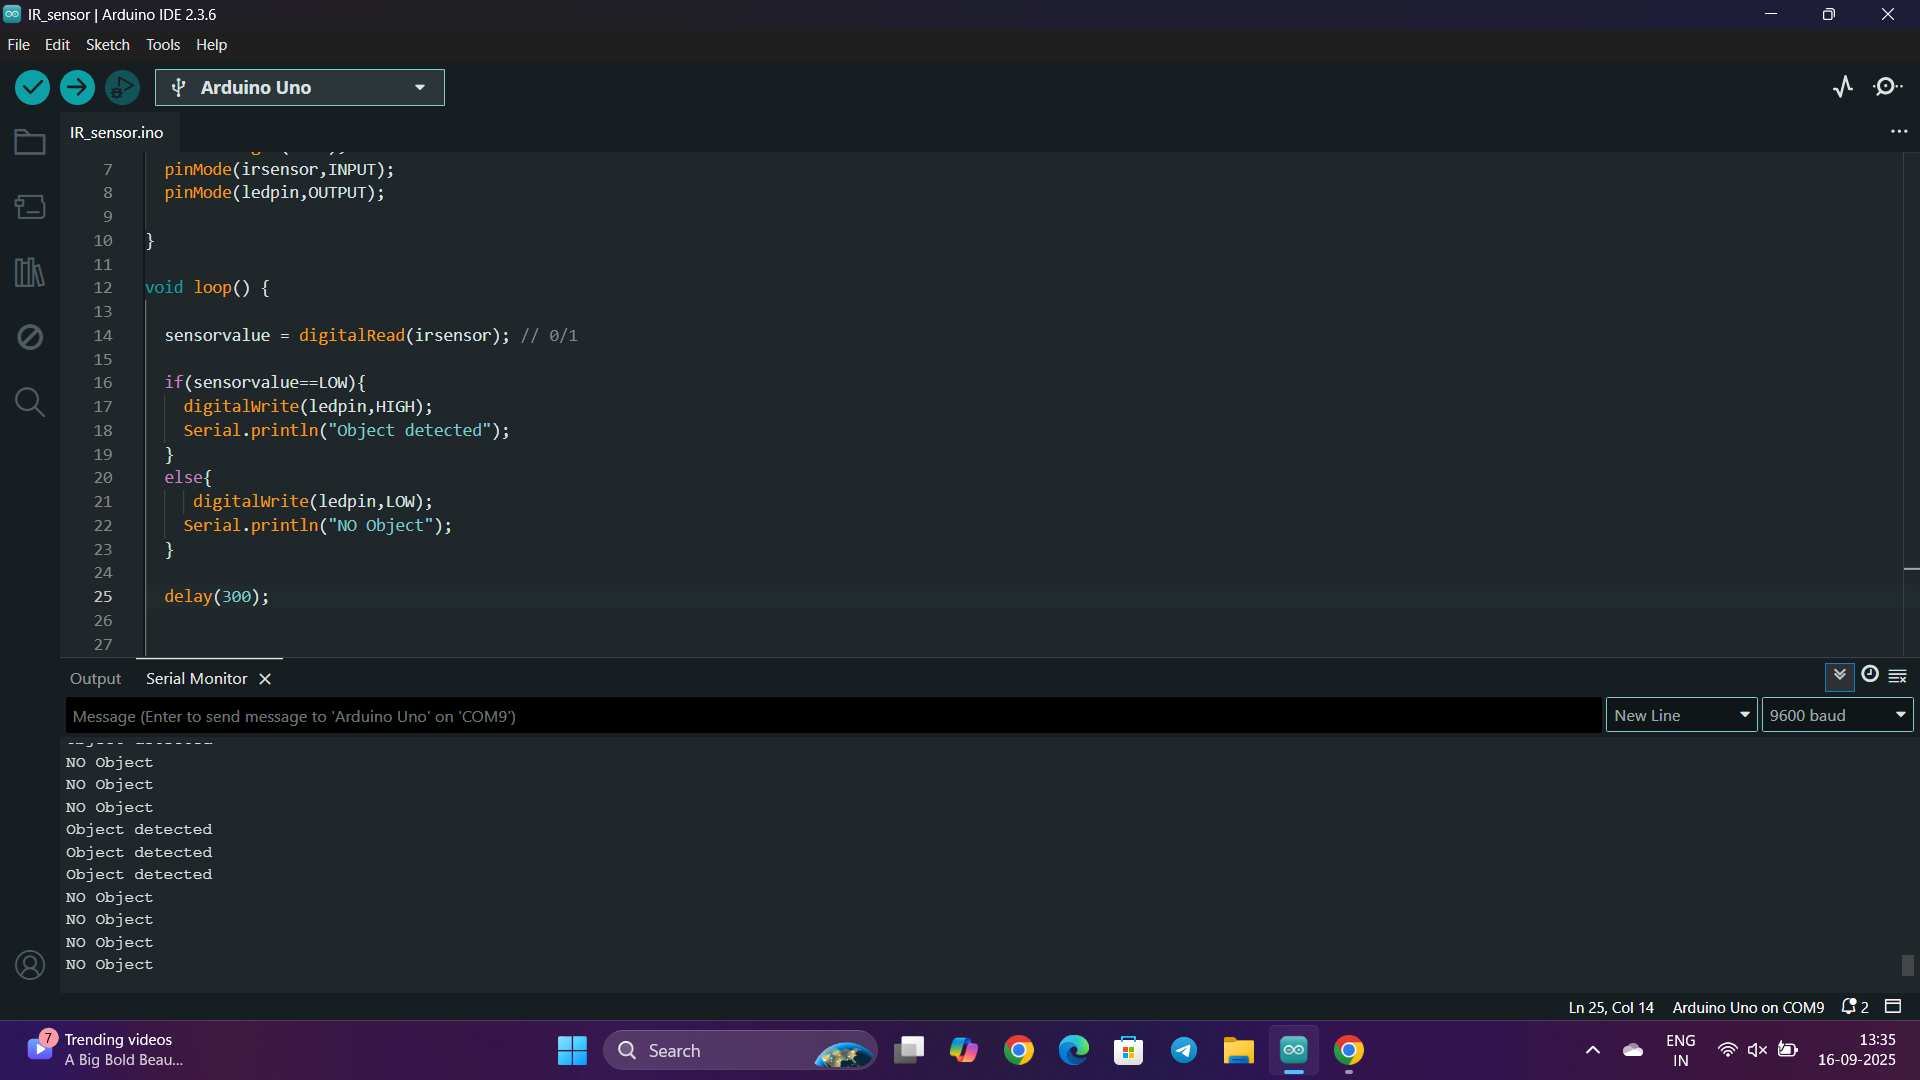 IR_sensor | Arduino IDE 2.3.6
File Edit Sketch Tools Help
Arduino Uno
IR_sensor.ino
7 pinMode(irsensor,INPUT);
8 pinMode(ledpin,OUTPUT);
9
10 }
11
12 void loop() {
13
14 sensorvalue = digitalRead(irsensor); // 0/1
15
16 if(sensorvalue==LOW){
17 digitalWrite(ledpin,HIGH);
18 Serial.println("Object detected");
19 }
20 else{
21 digitalWrite(ledpin,LOW);
22 Serial.println("NO Object");
23 }
24
25 delay(300);
26
27
Output Serial Monitor
Message (Enter to send message to 'Arduino Uno' on 'COM9')
New Line
9600 baud
Object detected
NO Object
NO Object
NO Object
Object detected
Object detected
Object detected
NO Object
NO Object
NO Object
NO Object
Ln 25, Col 14 Arduino Uno on COM9 2
7
Trending videos
A Big Bold Beau...
Search
ENG
IN
13:35
16-09-2025